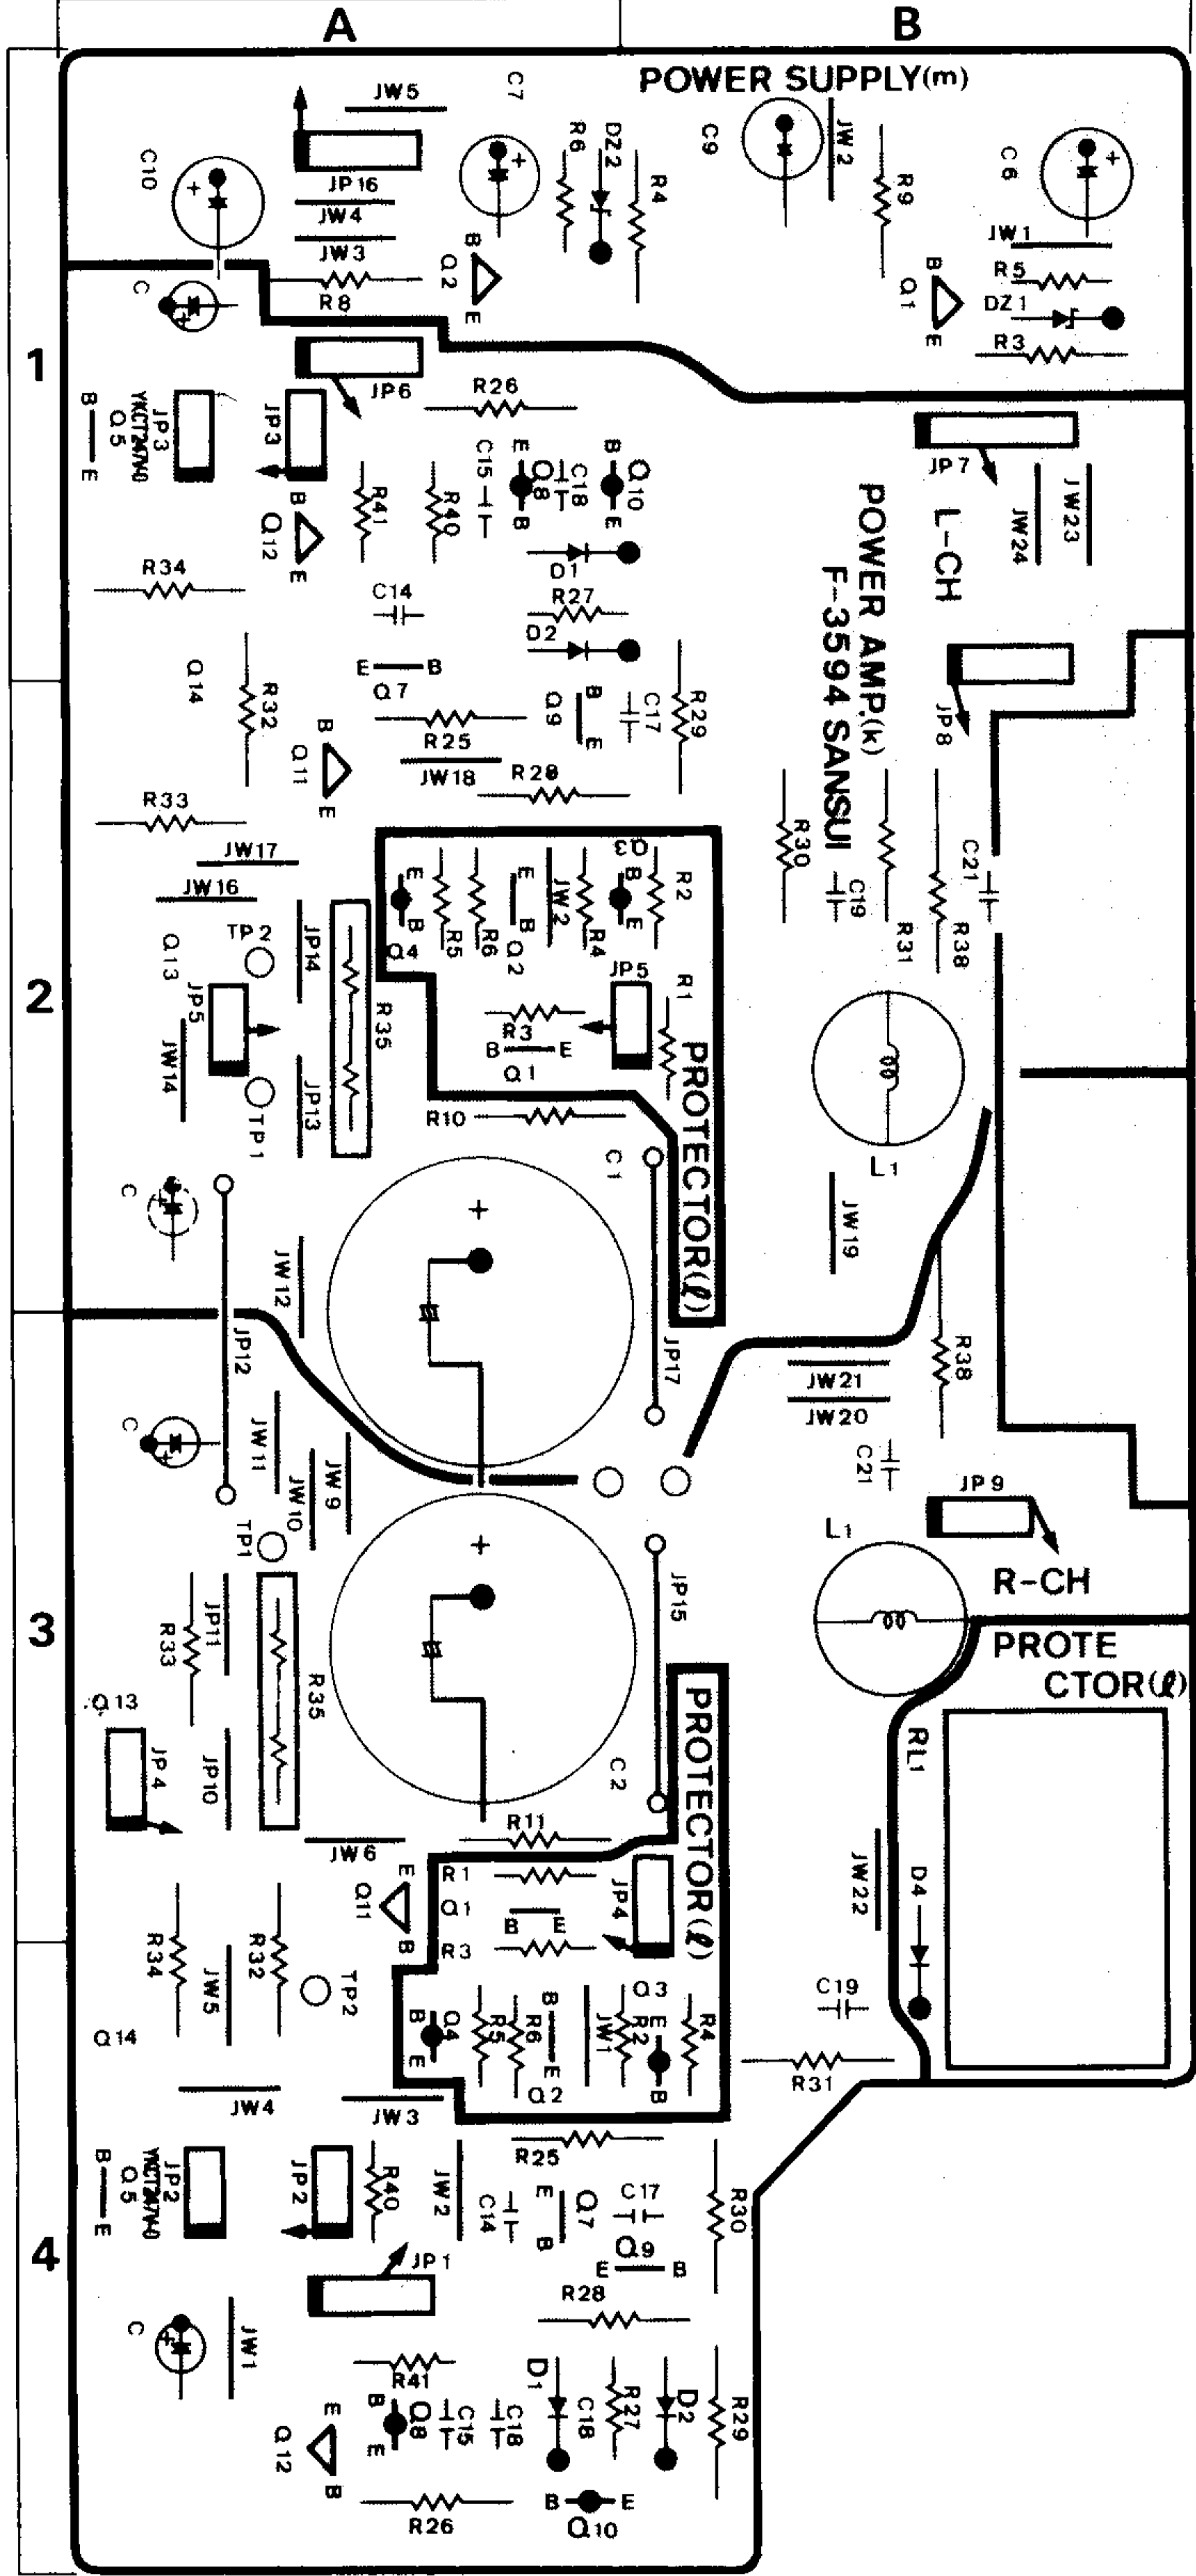 A
B
POWER SUPPLY(m)
JW5
C7
R6
DZ2
R4
C9
JW2
R9
C6
C10
JP16
JW4
JW3
R8
B
Q2
E
JW1
R5
DZ1
R3
B
Q1
E
C
1
JP6
R26
B
E
Q5
YKCT247V-0
JP3
JP3
B
Q12
E
R41
R40
C15
E
Q8
B
C18
B
Q10
E
JP7
JW23
JW24
L-CH
POWER AMP.(k)
F-3594 SANSUI
R34
D1
C14
R27
D2
E
B
Q7
Q14
R32
R25
JW18
B
Q9
E
C17
R29
R28
JP8
B
Q11
E
R33
JW17
JW16
R30
C19
R31
R38
C21
2
Q3
E
B
Q4
R5
R6
E
B
Q2
JW2
R4
B
E
R2
TP2
Q13
JP14
JP5
R35
JP5
R1
R3
B
E
Q1
JW14
TP1
JP13
R10
PROTECTOR(ℓ)
C1
L1
C
JW19
JW12
+
JP12
JP17
R38
JW21
JW20
C
JW11
JW10
JW9
C21
JP9
L1
TP1
+
JP15
R-CH
3
JP11
R33
R35
PROTE
CTOR(ℓ)
Q13
JP4
JP10
C2
PROTECTOR(ℓ)
RL1
R11
JW6
E
Q11
B
R1
Q1
B
E
R3
JP4
JW22
D4
R34
JW5
R32
TP2
C19
Q14
B
E
Q4
R5
R6
B
E
Q2
JW1
R2
Q3
E
B
R4
R31
JW4
JW3
R25
B
E
Q5
YKCT247V-0
JP2
JP2
R40
JW2
C14
E
Q7
B
C17
Q9
E
B
R30
4
JP1
R28
C
JW1
R41
D1
C18
R27
D2
R29
B
Q8
E
C15
C18
E
Q12
B
R26
B
E
Q10